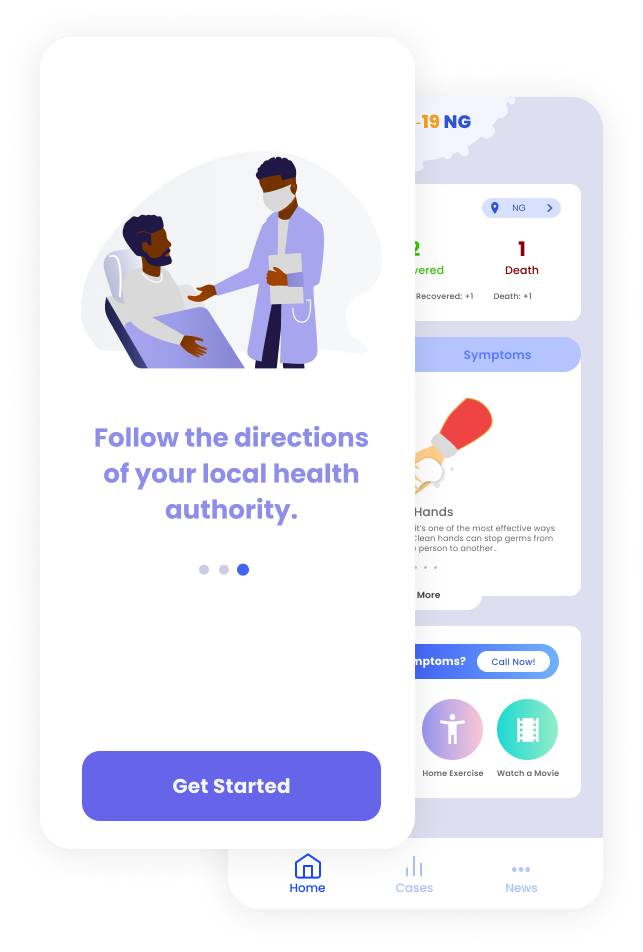 Follow the directions
of your local health
authority.
Get Started
-19 NG
NG
2
1
vered
Death
Recovered: +1
Death: +1
Symptoms
Hands
it's one of the most effective ways
Clean hands can stop germs from
person to another..
More
mptoms?
Call Now!
Home Exercise
Watch a Movie
Home
Cases
News